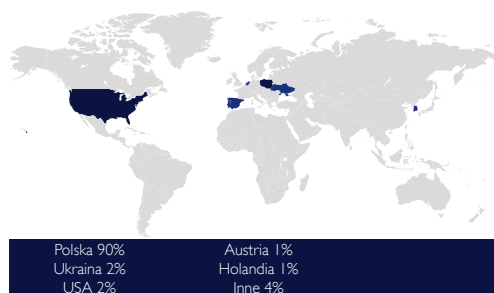 Polska 90%
Ukraina 2%
USA 2%
Austria 1%
Holandia 1%
Inne 4%